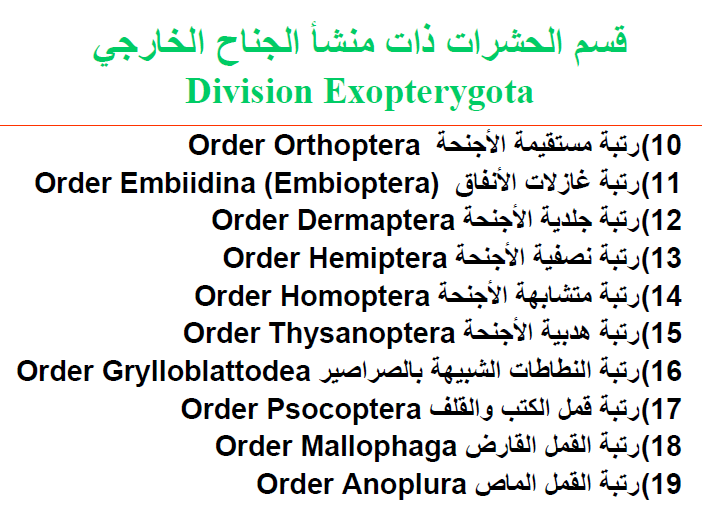 قسم الحشرات ذات منشأ الجناح الخارجي
Division Exopterygota
10)رتبة مستقيمة الأجنحة Order Orthoptera
11)رتبة غازلات الأنفاق Order Embiidina (Embioptera)
12)رتبة جلدية الأجنحة Order Dermaptera
13)رتبة نصفية الأجنحة Order Hemiptera
14)رتبة متشابهة الأجنحة Order Homoptera
15)رتبة هدبية الأجنحة Order Thysanoptera
16)رتبة النطاطات الشبيهة بالصراصير Order Grylloblattodea
17)رتبة قمل الكتب والقلف Order Psocoptera
18)رتبة القمل القارض Order Mallophaga
19)رتبة القمل الماص Order Anoplura